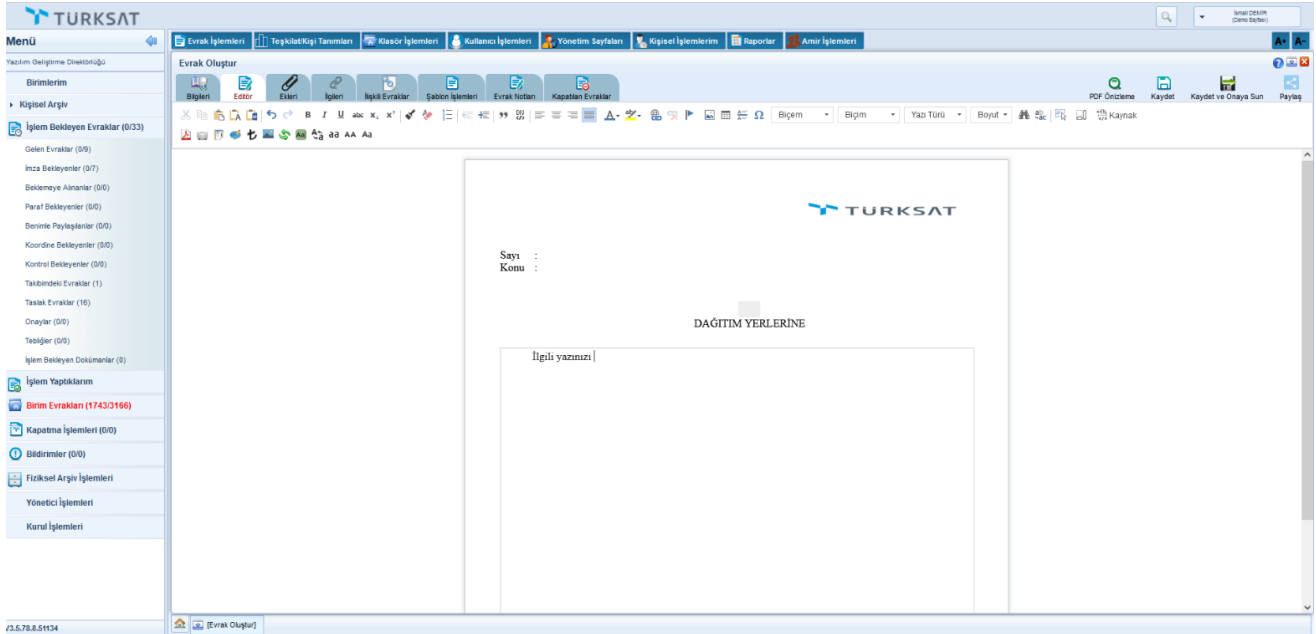 TURKSAT
İsmail DEMİR
(Demo Sayfası)
Menü
Evrak İşlemleri Teşkilat/Kişi Tanımları Klasör İşlemleri Kullanıcı İşlemleri Yönetim Sayfaları Kişisel İşlemlerim Raporlar Amir İşlemleri A+ A-
Yazılım Geliştirme Direktörlüğü
Evrak Oluştur
Birimlerim
Kişisel Arşiv
İşlem Bekleyen Evraklar (0/33)
Gelen Evraklar (0/9)
İmza Bekleyenler (0/7)
Beklemeye Alınanlar (0/0)
Paraf Bekleyenler (0/0)
Benimle Paylaşılanlar (0/0)
Koordine Bekleyenler (0/0)
Kontrol Bekleyenler (0/0)
Takibimdeki Evraklar (1)
Taslak Evraklar (16)
Onaylar (0/0)
Tebliğler (0/0)
İşlem Bekleyen Dokümanlar (0)
İşlem Yaptıklarım
Birim Evrakları (1743/3166)
Kapatma İşlemleri (0/0)
Bildirimler (0/0)
Fiziksel Arşiv İşlemleri
Yönetici İşlemleri
Kurul İşlemleri
V3.5.78.8.51134
Bilgileri Editör Ekleri İlgileri İlişkili Evraklar Şablon İşlemleri Evrak Notları Kapatılan Evraklar
PDF Önizleme Kaydet Kaydet ve Onaya Sun Paylaş
B I U abc x₂ x² Biçem Biçim Yazı Türü Boyut Kaynak
aa AA Aa
TURKSAT
Sayı :
Konu :
DAĞITIM YERLERİNE
İlgili yazınızı
[Evrak Oluştur]